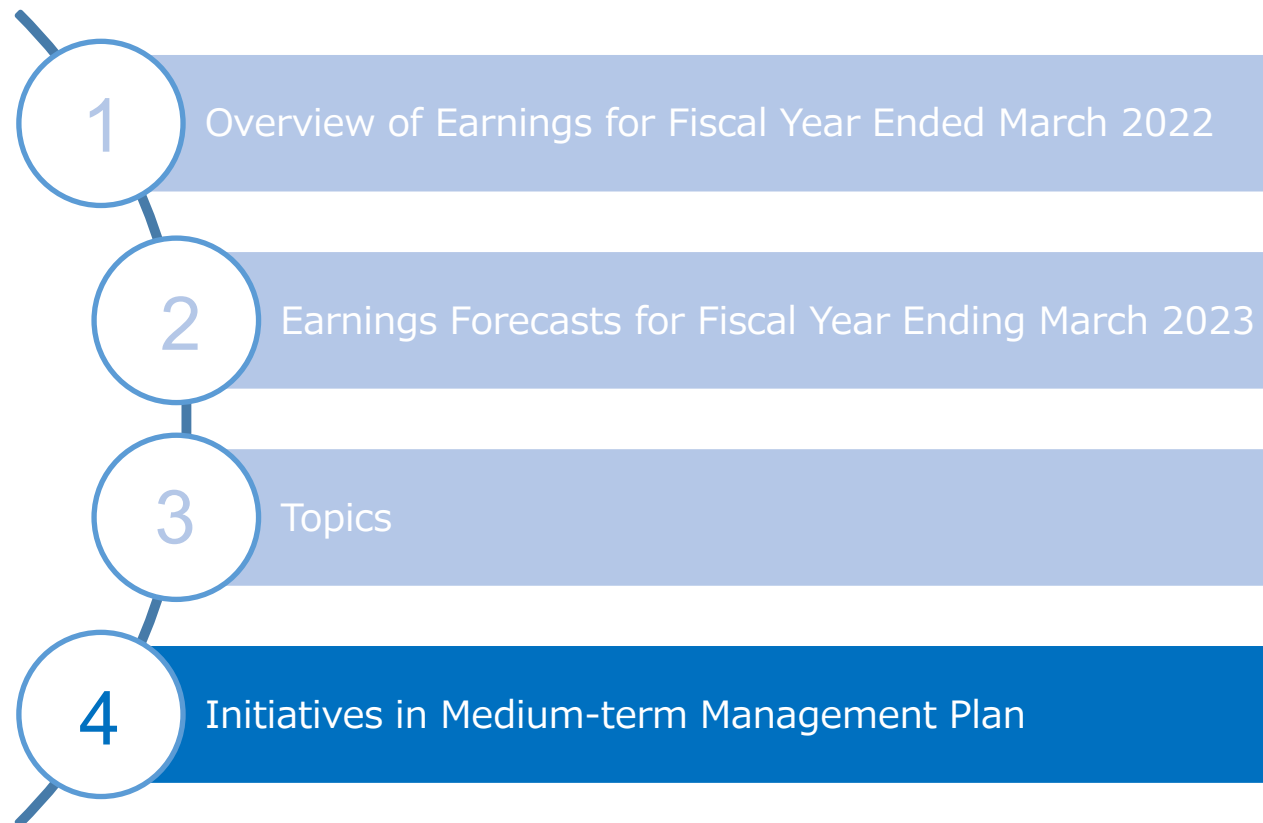 1
Overview of Earnings for Fiscal Year Ended March 2022
2
Earnings Forecasts for Fiscal Year Ending March 2023
3
Topics
4
Initiatives in Medium-term Management Plan